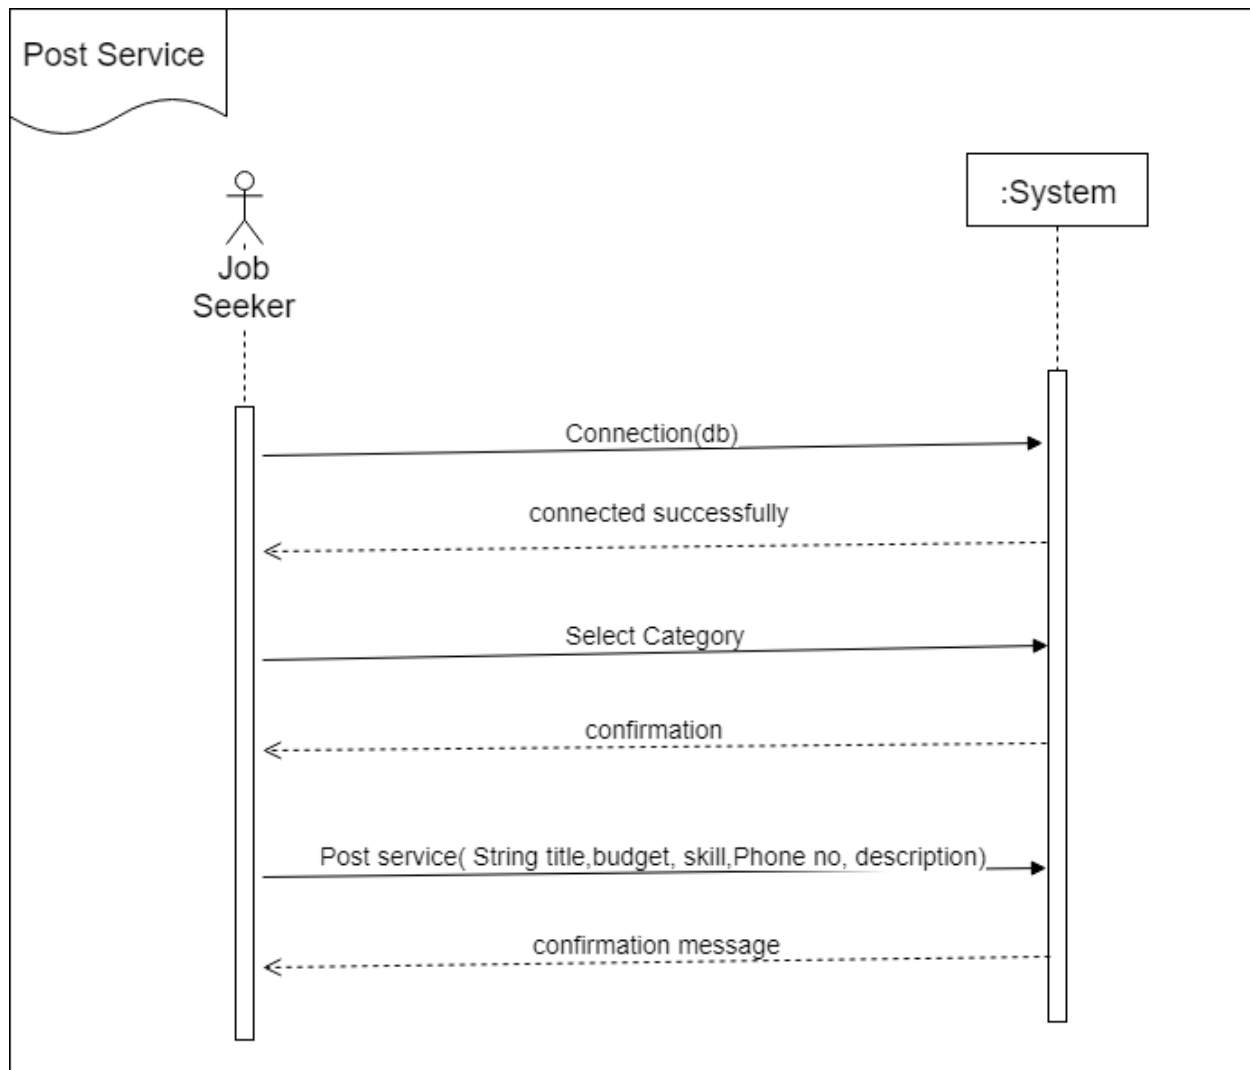 Post Service
:System
Job
Seeker
Connection(db)
connected successfully
Select Category
confirmation
Post service( String title,budget, skill,Phone no, description)
confirmation message